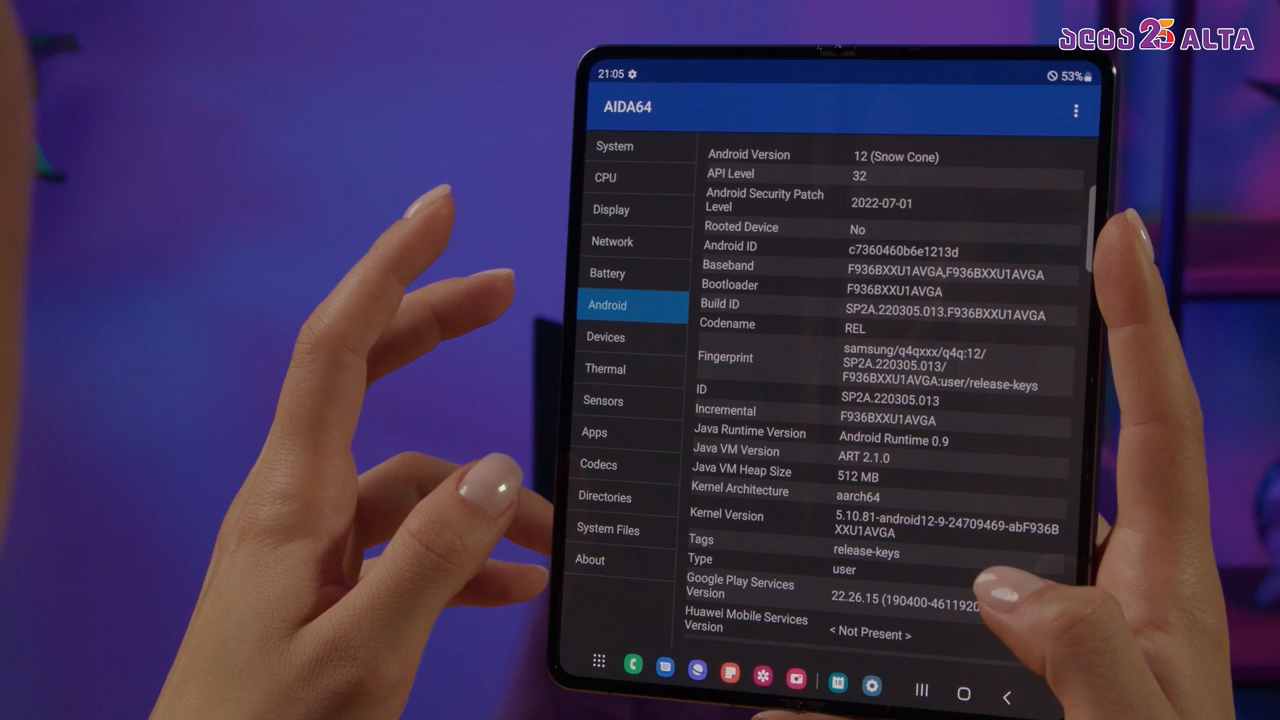 ალტა 25 ALTA
21:05
53%
AIDA64
System
CPU
Display
Network
Battery
Android
Devices
Thermal
Sensors
Apps
Codecs
Directories
System Files
About
Android Version 12 (Snow Cone)
API Level 32
Android Security Patch
Level 2022-07-01
Rooted Device No
Android ID c7360460b6e1213d
Baseband F936BXXU1AVGA,F936BXXU1AVGA
Bootloader F936BXXU1AVGA
Build ID SP2A.220305.013.F936BXXU1AVGA
Codename REL
Fingerprint samsung/q4qxxx/q4q:12/
SP2A.220305.013/
F936BXXU1AVGA:user/release-keys
ID SP2A.220305.013
Incremental F936BXXU1AVGA
Java Runtime Version Android Runtime 0.9
Java VM Version ART 2.1.0
Java VM Heap Size 512 MB
Kernel Architecture aarch64
Kernel Version 5.10.81-android12-9-24709469-abF936B
XXU1AVGA
Tags release-keys
Type user
Google Play Services
Version 22.26.15 (190400-4611920
Huawei Mobile Services
Version < Not Present >